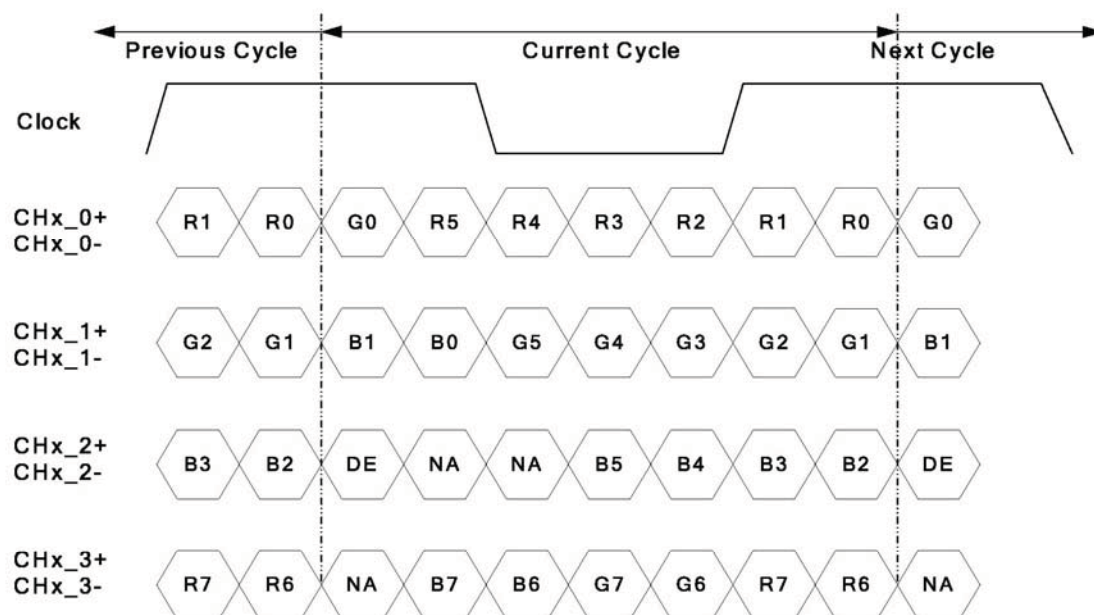 Previous Cycle Current Cycle Next Cycle
Clock
CHx_0+
CHx_0-
R1 R0 G0 R5 R4 R3 R2 R1 R0 G0
CHx_1+
CHx_1-
G2 G1 B1 B0 G5 G4 G3 G2 G1 B1
CHx_2+
CHx_2-
B3 B2 DE NA NA B5 B4 B3 B2 DE
CHx_3+
CHx_3-
R7 R6 NA B7 B6 G7 G6 R7 R6 NA